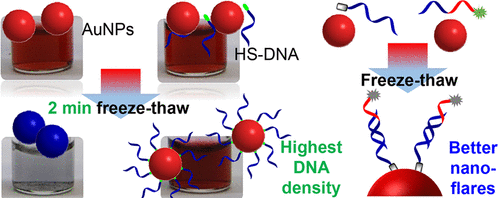 AuNPs
HS-DNA
2 min freeze-thaw
Highest
DNA
density
Freeze-thaw
Better
nano-
flares